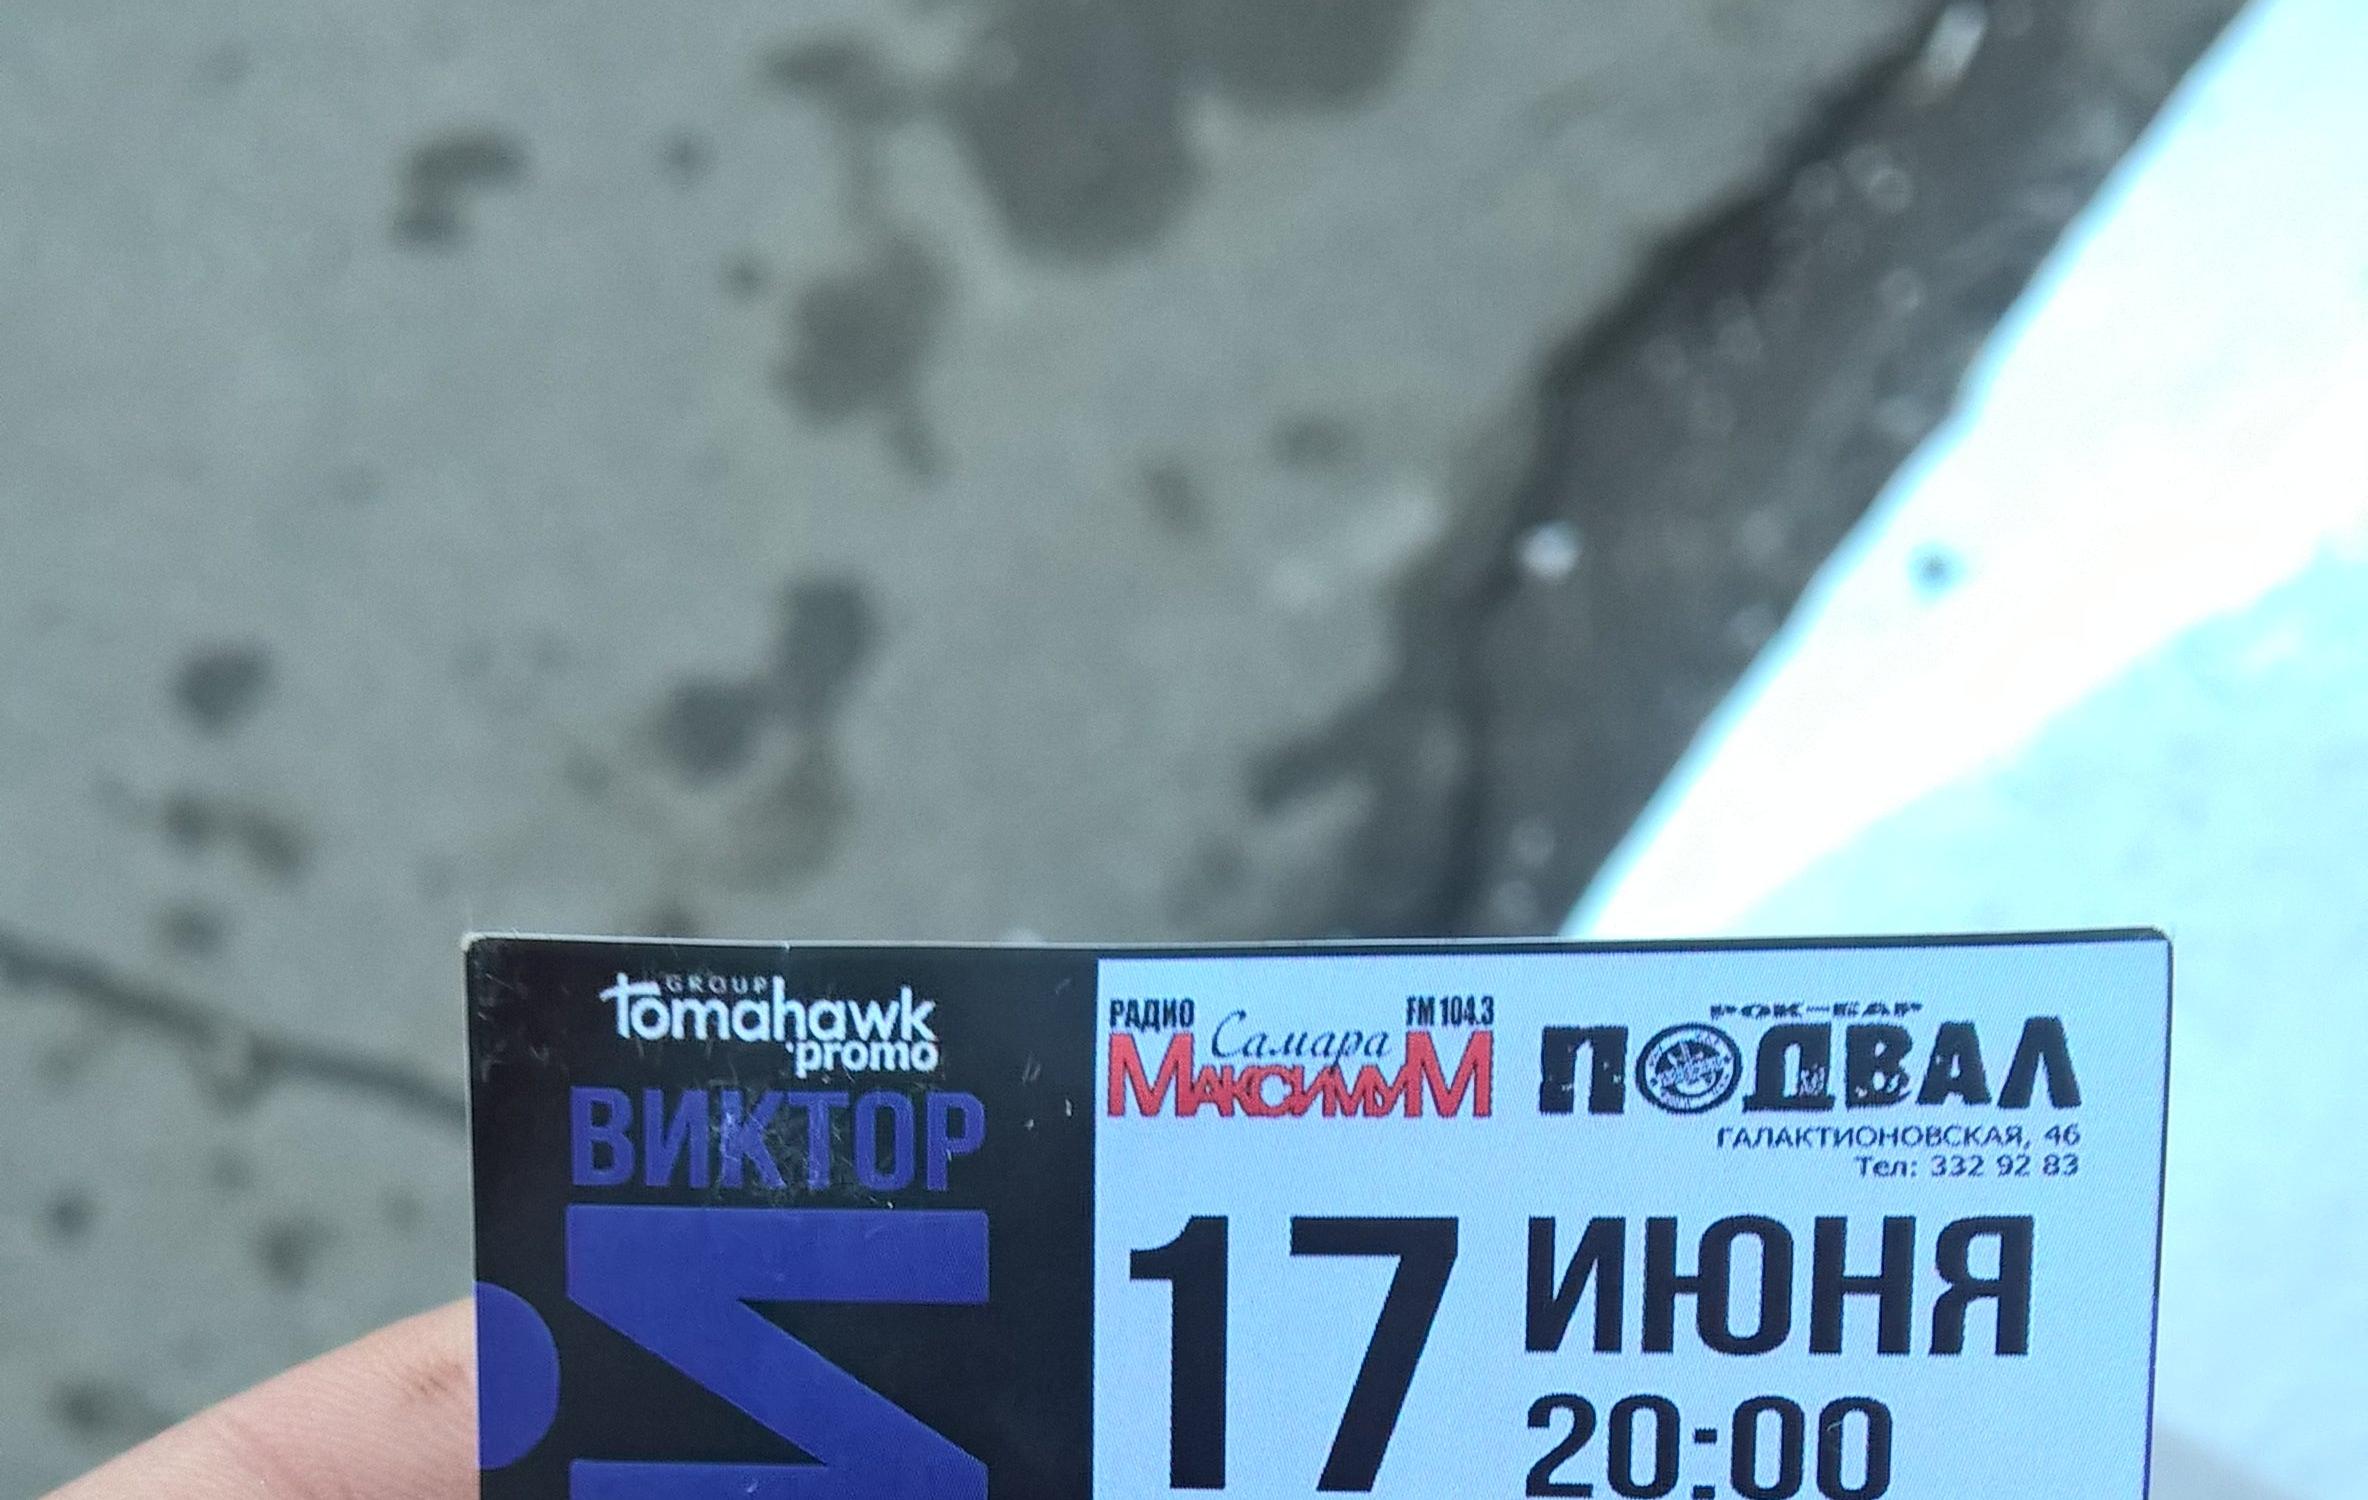 GROUP
tomahawk
promo
ВИКТОР
РАДИО Самара FM 104.3
МАКСИМУМ
РОК-БАР
ПОДВАЛ
ГАЛАКТИОНОВСКАЯ, 46
Тел: 332 92 83
17 ИЮНЯ
20:00